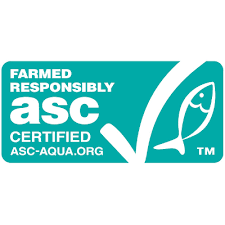 FARMED
RESPONSIBLY
asc
CERTIFIED
ASC-AQUA.ORG
TM